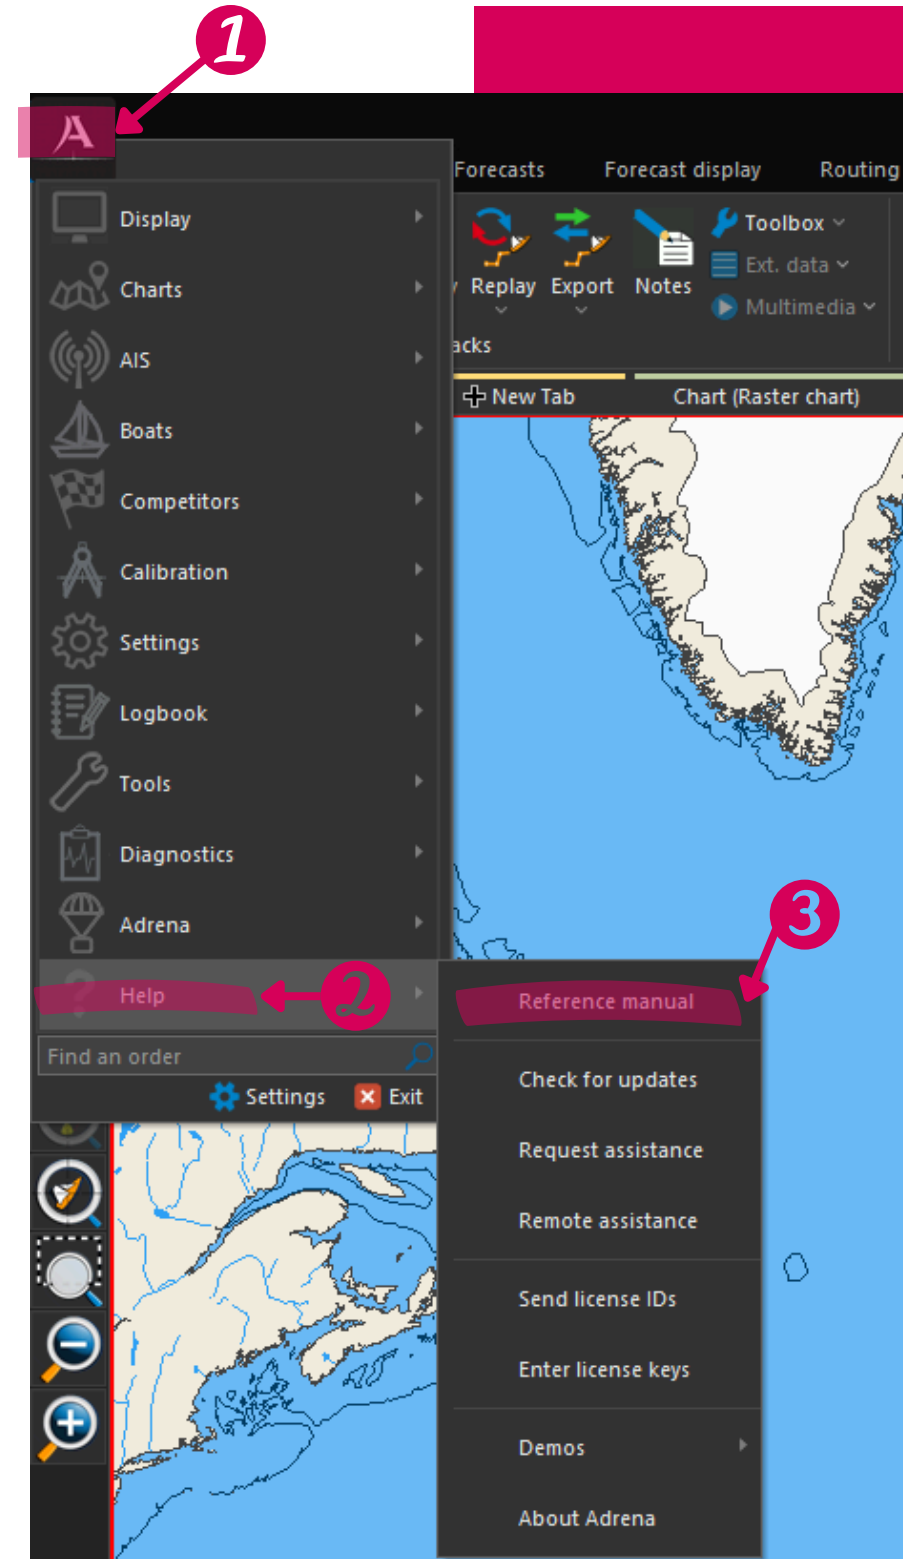 1
A
Forecasts Forecast display Routing
Display
Toolbox
Charts
Replay Export Notes
Ext. data
Multimedia
AIS
acks
New Tab Chart (Raster chart)
Boats
Competitors
Calibration
Settings
Logbook
Tools
Diagnostics
Adrena
3
Help
2
Reference manual
Find an order
Settings Exit
Check for updates
Request assistance
Remote assistance
Send license IDs
Enter license keys
Demos
About Adrena